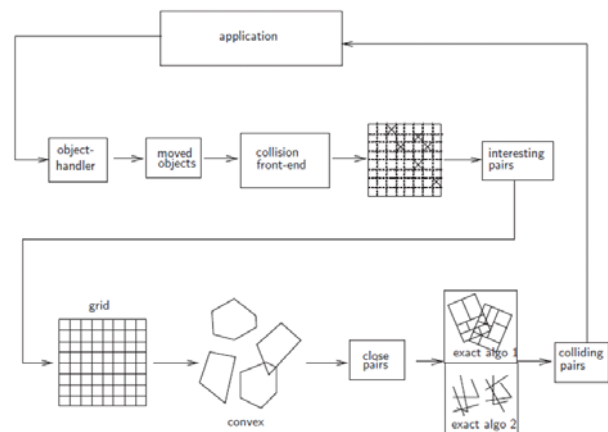 application
object-
handler
moved
objects
collision
front-end
interesting
pairs
grid
convex
close
pairs
exact algo 1
exact algo 2
colliding
pairs